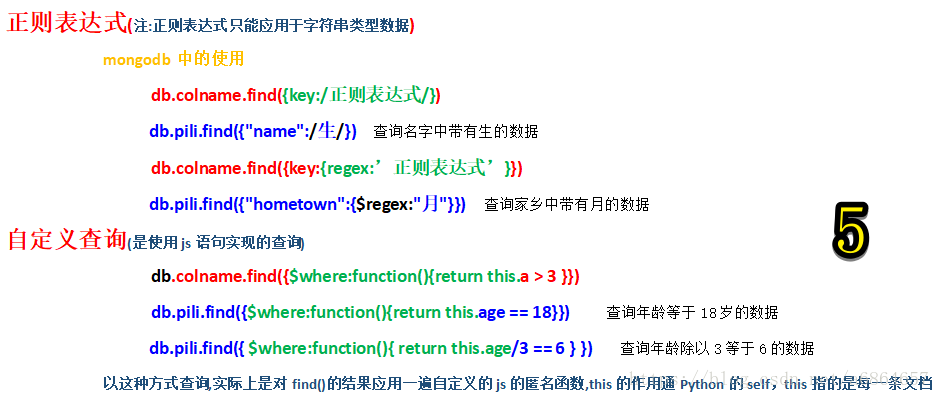 正则表达式(注:正则表达式只能应用于字符串类型数据)
mongodb 中的使用
db.colname.find({key:/正则表达式/})
db.pili.find({"name":/生/}) 查询名字中带有生的数据
db.colname.find({key:{regex:’正则表达式’}})
db.pili.find({"hometown":{$regex:"月"}}) 查询家乡中带有月的数据
5
自定义查询(是使用 js 语句实现的查询)
db.colname.find({$where:function(){return this.a > 3 }})
db.pili.find({$where:function(){return this.age == 18}}) 查询年龄等于 18 岁的数据
db.pili.find({ $where:function(){ return this.age/3 == 6 } }) 查询年龄除以 3 等于 6 的数据
以这种方式查询,实际上是对 find()的结果应用一遍自定义的 js 的匿名函数,this 的作用通 Python 的 self，this 指的是每一条文档